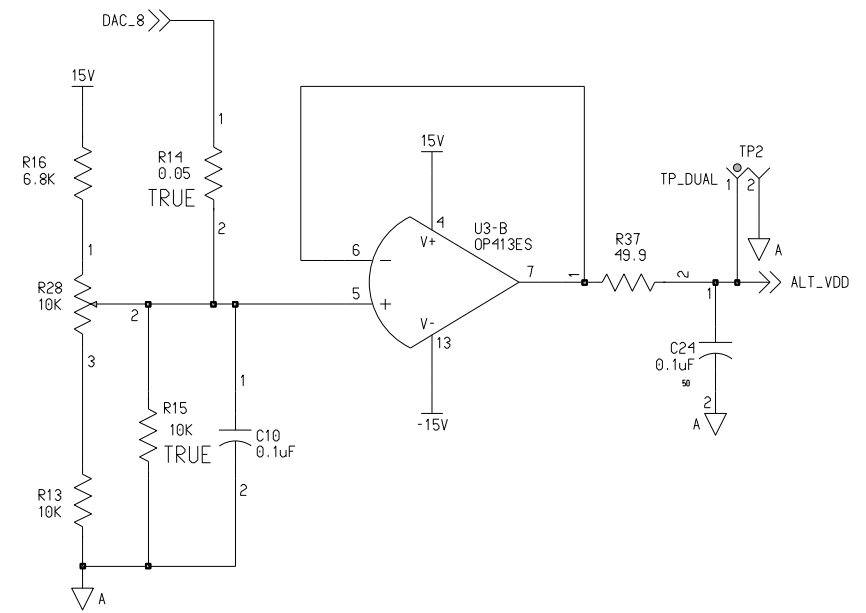 DAC_8
15V
1
R16
6.8K
R14
0.05
TRUE
2
1
R28
10K
2
3
R15
10K
TRUE
1
C10
0.1uF
2
R13
10K
A
15V
4
V+
U3-B
OP413ES
6
5
7
V-
13
-15V
1
R37
49.9
2
TP2
TP_DUAL
1
2
A
ALT_VDD
1
C24
0.1uF
50
2
A